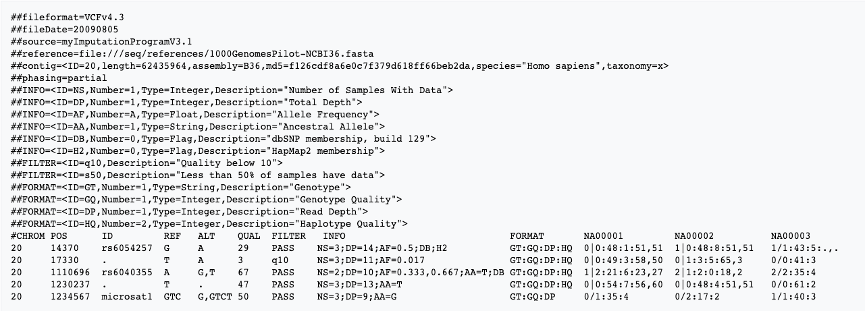 ##fileformat=VCFv4.3
##fileDate=20090805
##source=myImputationProgramV3.1
##reference=file:///seq/references/1000GenomesPilot-NCBI36.fasta
##contig=<ID=20,length=62435964,assembly=B36,md5=f126cdf8a6e0c7f379d618ff66beb2da,species="Homo sapiens",taxonomy=x>
##phasing=partial
##INFO=<ID=NS,Number=1,Type=Integer,Description="Number of Samples With Data">
##INFO=<ID=DP,Number=1,Type=Integer,Description="Total Depth">
##INFO=<ID=AF,Number=A,Type=Float,Description="Allele Frequency">
##INFO=<ID=AA,Number=1,Type=String,Description="Ancestral Allele">
##INFO=<ID=DB,Number=0,Type=Flag,Description="dbSNP membership, build 129">
##INFO=<ID=H2,Number=0,Type=Flag,Description="HapMap2 membership">
##FILTER=<ID=q10,Description="Quality below 10">
##FILTER=<ID=s50,Description="Less than 50% of samples have data">
##FORMAT=<ID=GT,Number=1,Type=String,Description="Genotype">
##FORMAT=<ID=GQ,Number=1,Type=Integer,Description="Genotype Quality">
##FORMAT=<ID=DP,Number=1,Type=Integer,Description="Read Depth">
##FORMAT=<ID=HQ,Number=2,Type=Integer,Description="Haplotype Quality">
#CHROM POS ID REF ALT QUAL FILTER INFO FORMAT NA00001 NA00002 NA00003
20 14370 rs6054257 G A 29 PASS NS=3;DP=14;AF=0.5;DB;H2 GT:GQ:DP:HQ 0|0:48:1:51,51 1|0:48:8:51,51 1/1:43:5:.,.
20 17330 . T A 3 q10 NS=3;DP=11;AF=0.017 GT:GQ:DP:HQ 0|0:49:3:58,50 0|1:3:5:65,3 0/0:41:3
20 1110696 rs6040355 A G,T 67 PASS NS=2;DP=10;AF=0.333,0.667;AA=T;DB GT:GQ:DP:HQ 1|2:21:6:23,27 2|1:2:0:18,2 2/2:35:4
20 1230237 . T . 47 PASS NS=3;DP=13;AA=T GT:GQ:DP:HQ 0|0:54:7:56,60 0|0:48:4:51,51 0/0:61:2
20 1234567 microsat1 GTC G,GTCT 50 PASS NS=3;DP=9;AA=G GT:GQ:DP 0/1:35:4 0/2:17:2 1/1:40:3